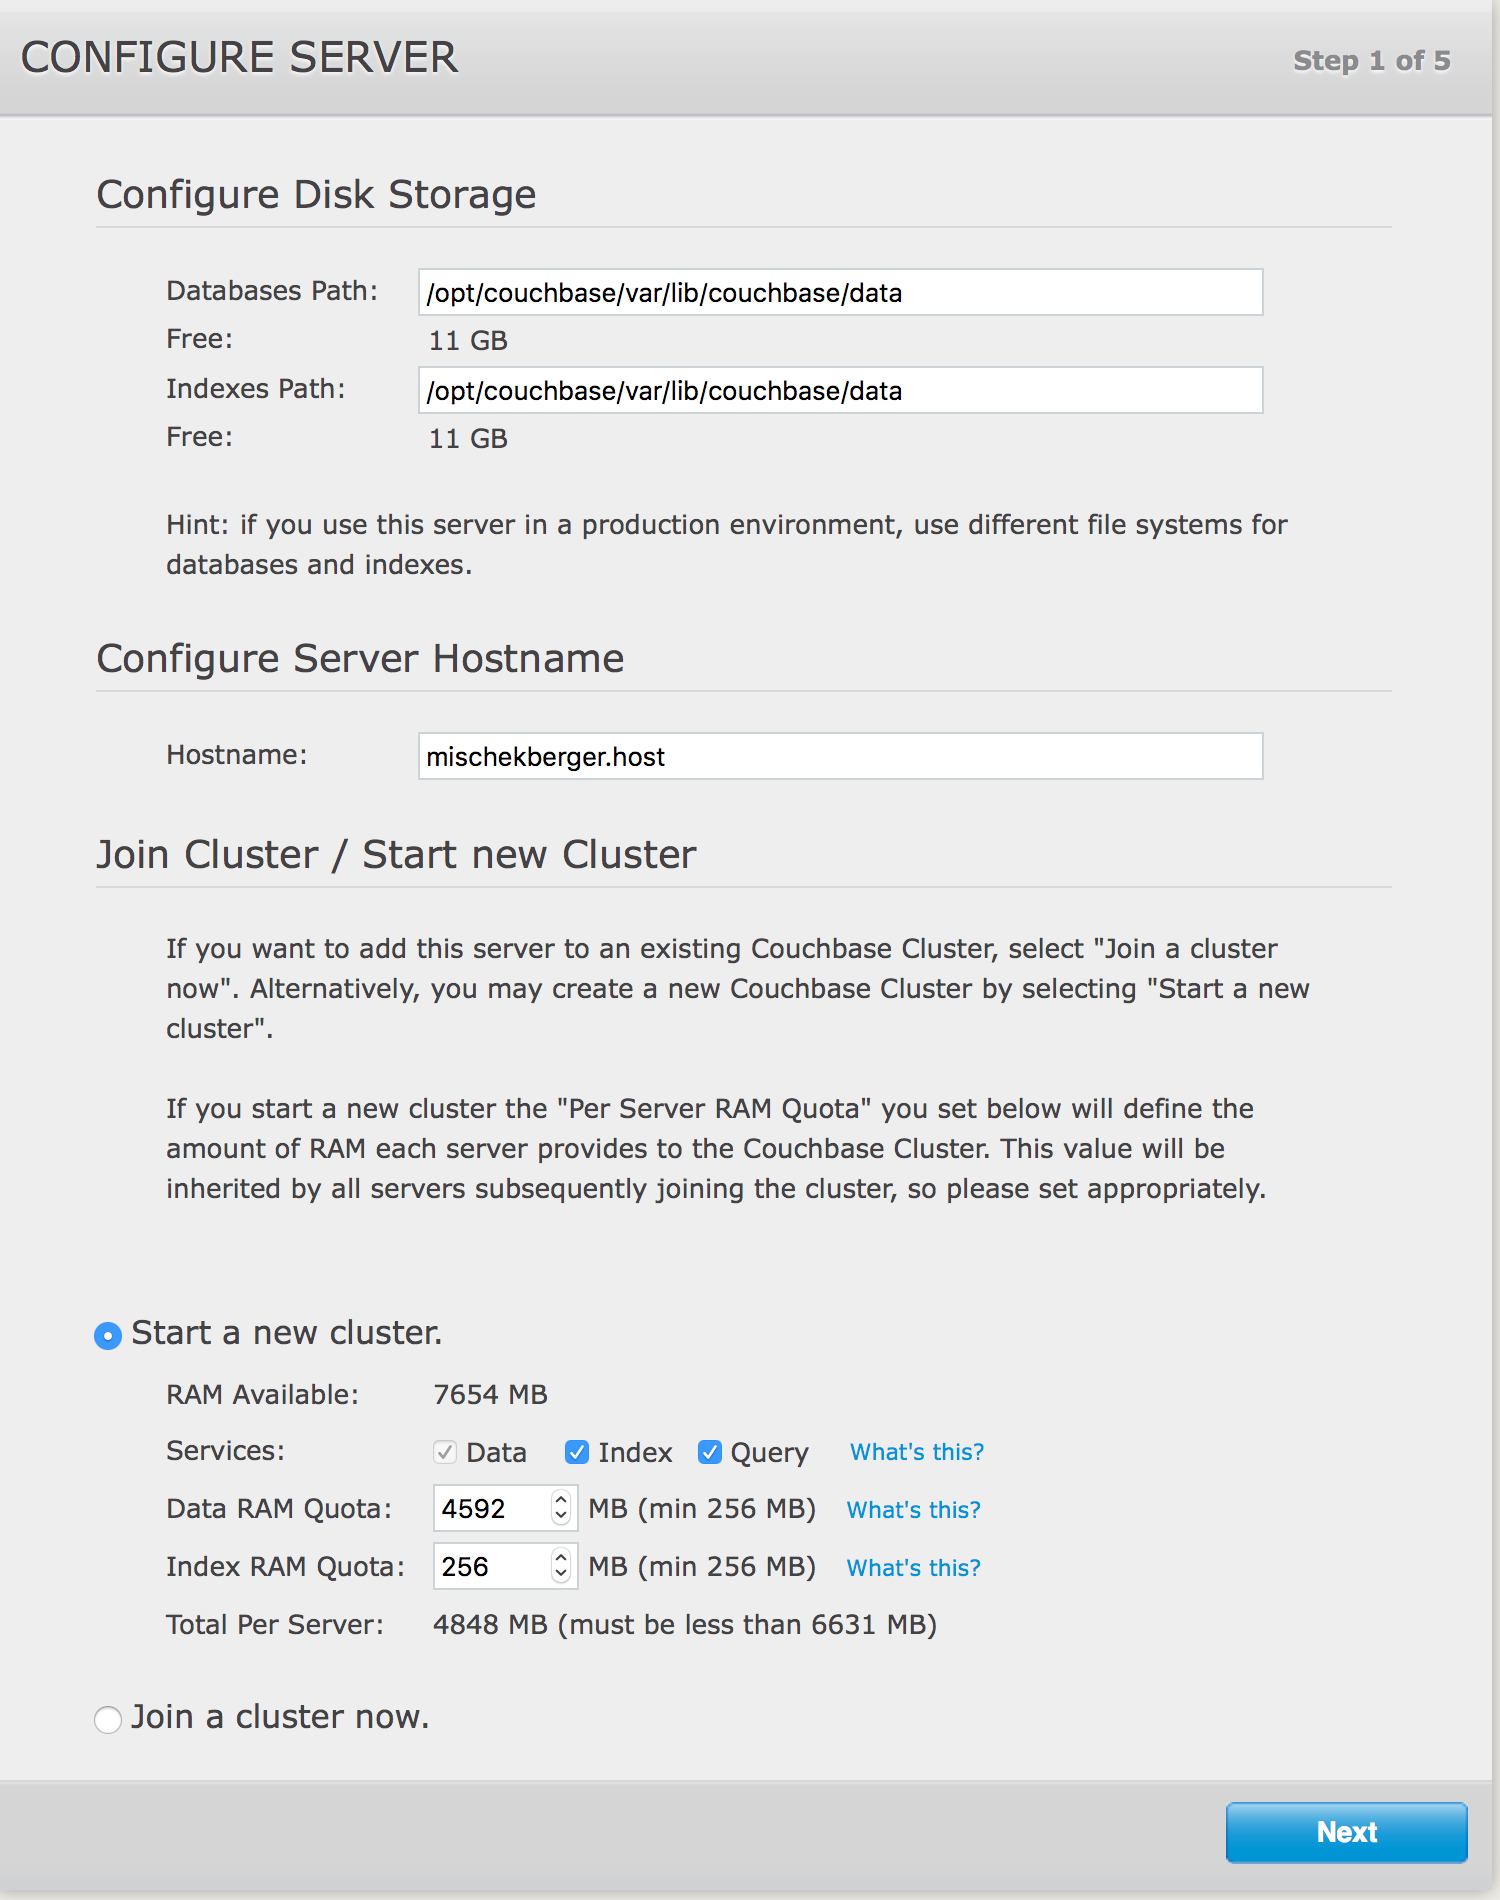 CONFIGURE SERVER
Step 1 of 5
Configure Disk Storage
Databases Path: /opt/couchbase/var/lib/couchbase/data
Free: 11 GB
Indexes Path: /opt/couchbase/var/lib/couchbase/data
Free: 11 GB
Hint: if you use this server in a production environment, use different file systems for
databases and indexes.
Configure Server Hostname
Hostname: mischekberger.host
Join Cluster / Start new Cluster
If you want to add this server to an existing Couchbase Cluster, select "Join a cluster
now". Alternatively, you may create a new Couchbase Cluster by selecting "Start a new
cluster".
If you start a new cluster the "Per Server RAM Quota" you set below will define the
amount of RAM each server provides to the Couchbase Cluster. This value will be
inherited by all servers subsequently joining the cluster, so please set appropriately.
Start a new cluster.
RAM Available: 7654 MB
Services: Data Index Query What's this?
Data RAM Quota: 4592 MB (min 256 MB) What's this?
Index RAM Quota: 256 MB (min 256 MB) What's this?
Total Per Server: 4848 MB (must be less than 6631 MB)
Join a cluster now.
Next